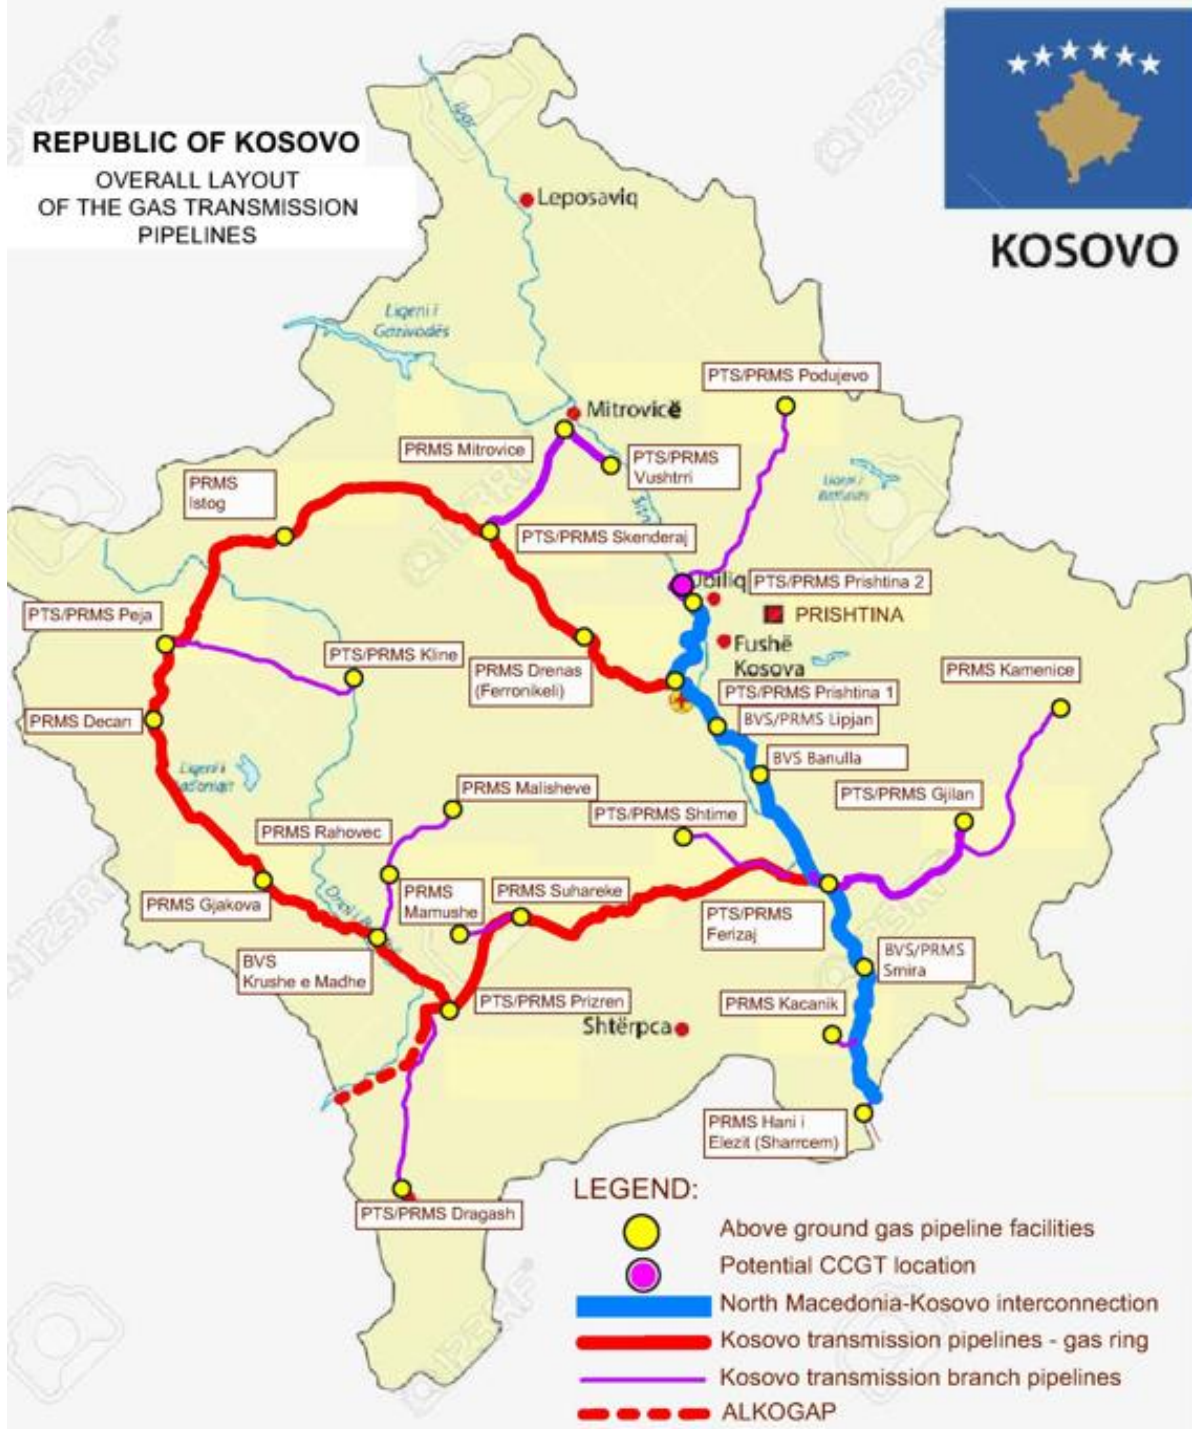 REPUBLIC OF KOSOVO
OVERALL LAYOUT
OF THE GAS TRANSMISSION
PIPELINES
KOSOVO
Ibar
Leposaviq
Liqeni i
Gazivodës
PTS/PRMS Podujevo
Mitrovicë
PRMS Mitrovice
PTS/PRMS
Vushtrri
PRMS
Istog
Liqeni i
PTS/PRMS Skenderaj
Obiliq
PTS/PRMS Prishtina 2
PTS/PRMS Peja
PRISHTINA
PTS/PRMS Kline
Fushë
Kosova
PRMS Drenas
(Ferronikeli)
PRMS Kamenice
PTS/PRMS Prishtina 1
PRMS Decan
BVS/PRMS Lipjan
BVS Banulla
Liqeni i
PRMS Malisheve
PTS/PRMS Gjilan
PTS/PRMS Shtime
PRMS Rahovec
PRMS
Mamushe
PRMS Suhareke
PRMS Gjakova
PTS/PRMS
Ferizaj
BVS
Krushe e Madhe
BVS/PRMS
Smira
PTS/PRMS Prizren
PRMS Kacanik
Shtërpca
PRMS Hani i
Elezit (Sharrcem)
PTS/PRMS Dragash
LEGEND:
Above ground gas pipeline facilities
Potential CCGT location
North Macedonia-Kosovo interconnection
Kosovo transmission pipelines - gas ring
Kosovo transmission branch pipelines
ALKOGAP
123RF